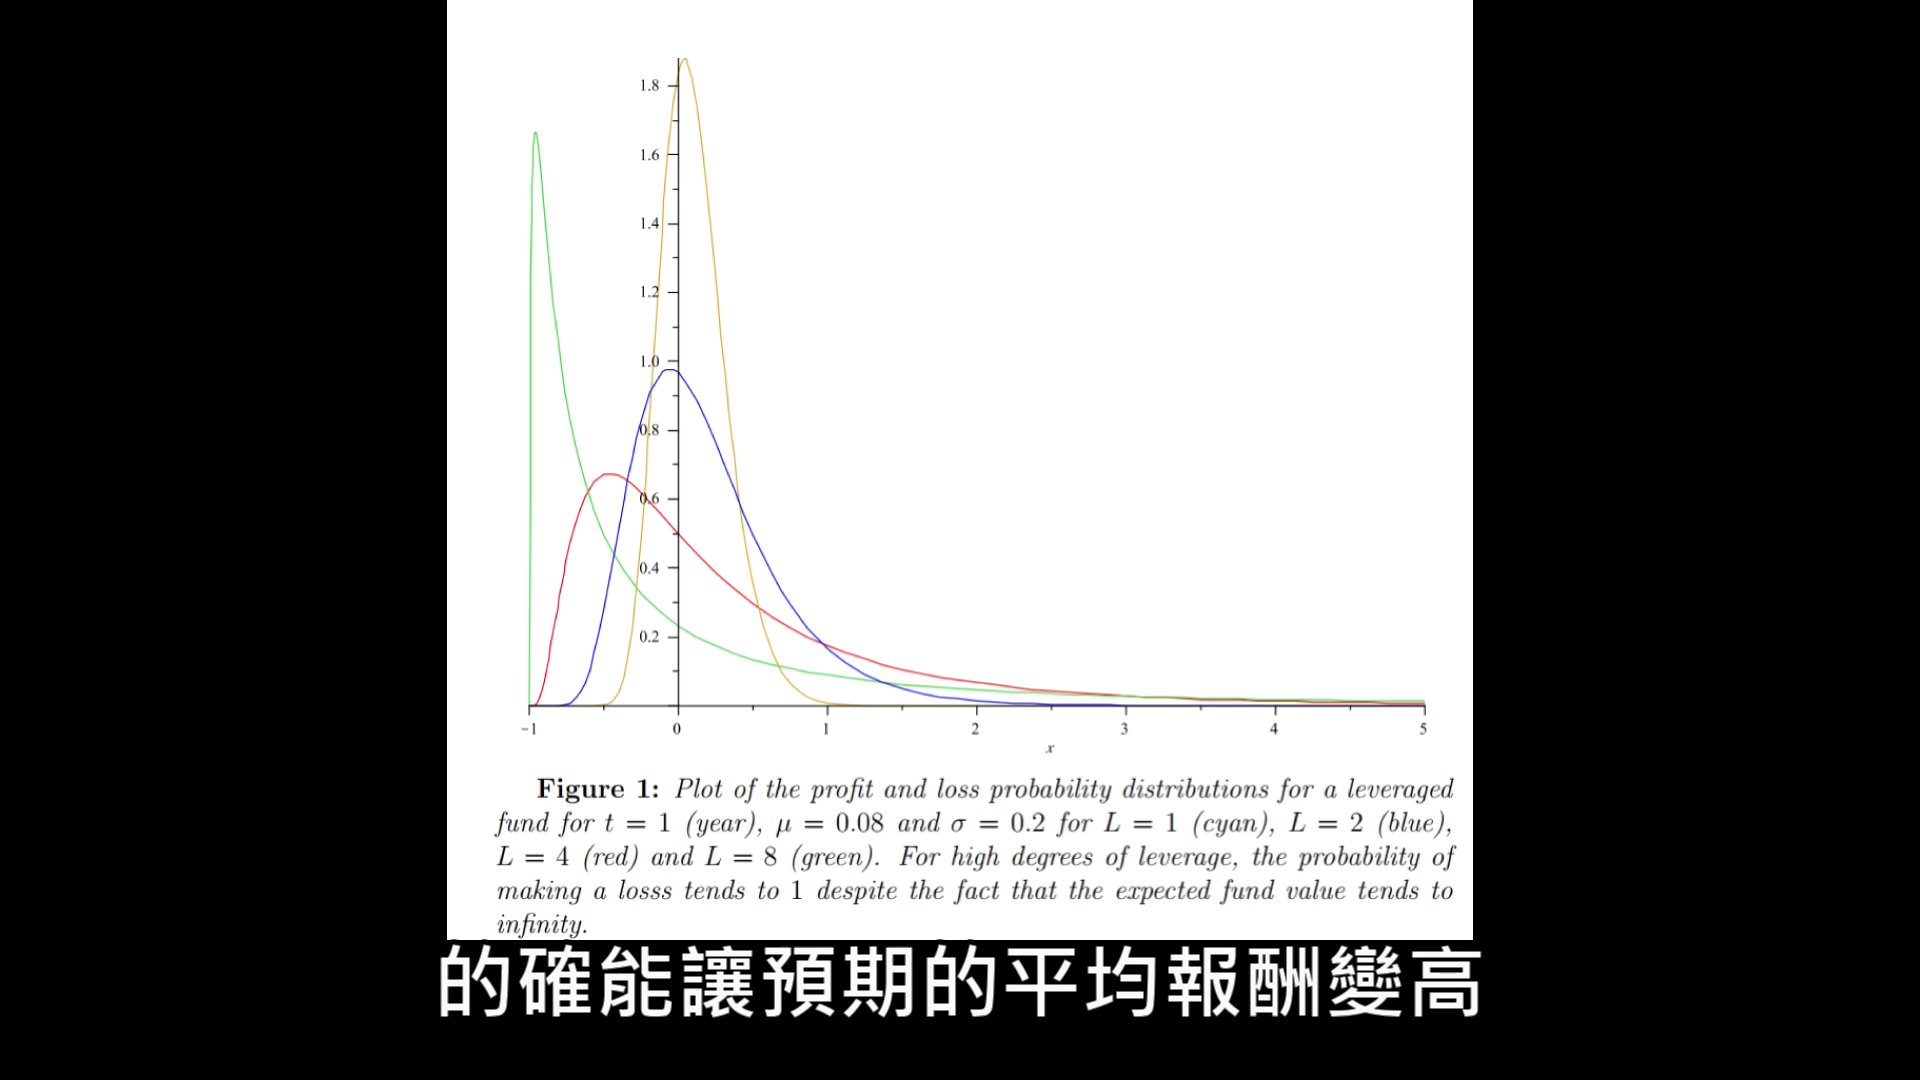 1.8
1.6
1.4
1.2
1.0
0.8
0.6
0.4
0.2
-1 0 1 2 3 4 5
x
Figure 1: Plot of the profit and loss probability distributions for a leveraged
fund for t = 1 (year), μ = 0.08 and σ = 0.2 for L = 1 (cyan), L = 2 (blue),
L = 4 (red) and L = 8 (green). For high degrees of leverage, the probability of
making a losss tends to 1 despite the fact that the expected fund value tends to
infinity.
的確能讓預期的平均報酬變高